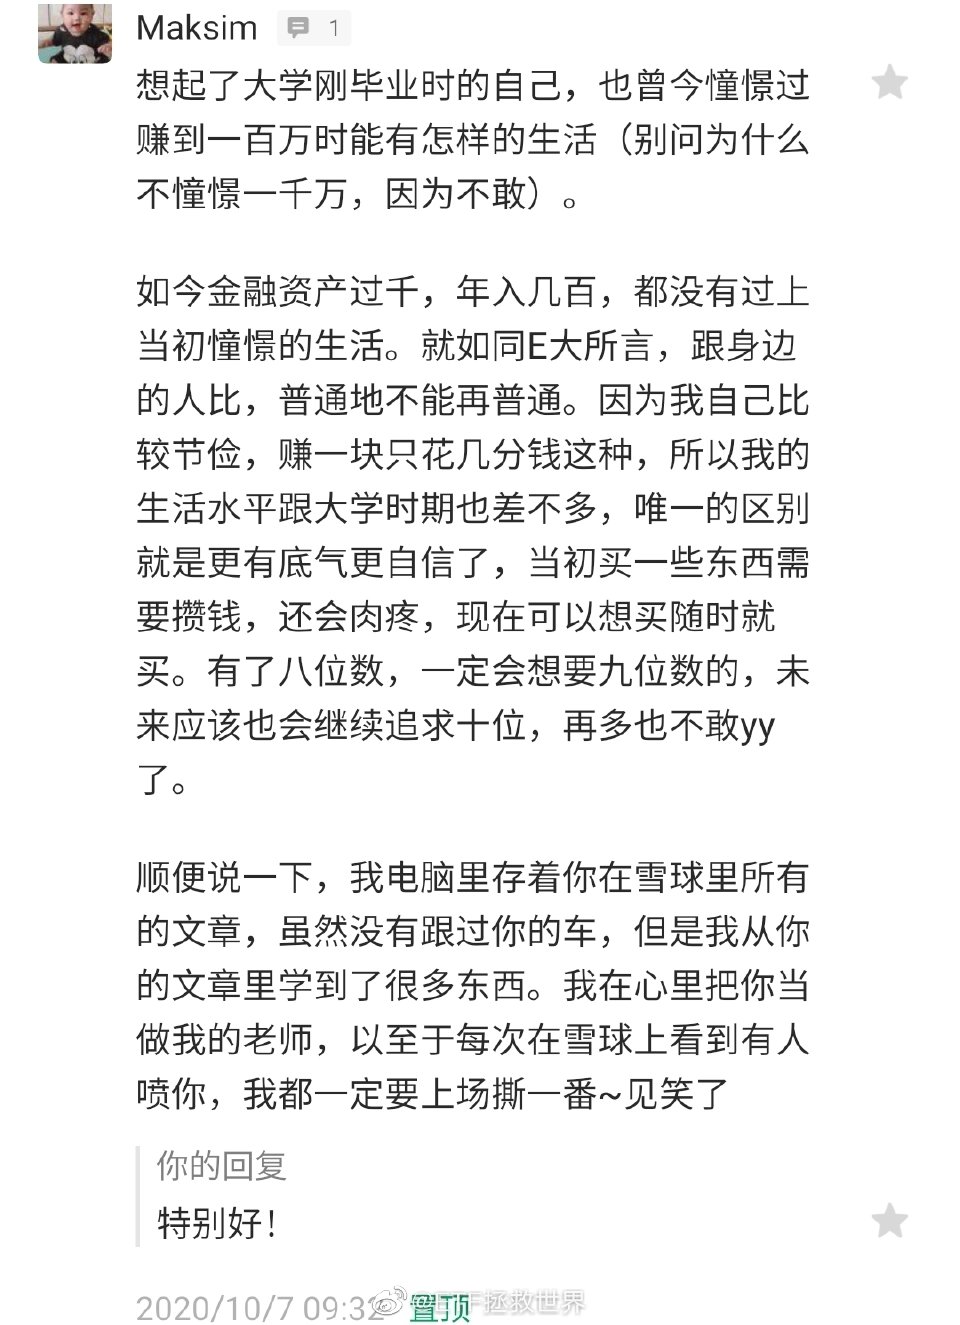 Maksim 1
想起了大学刚毕业时的自己，也曾今憧憬过
赚到一百万时能有怎样的生活（别问为什么
不憧憬一千万，因为不敢）。
如今金融资产过千，年入几百，都没有过上
当初憧憬的生活。就如同E大所言，跟身边
的人比，普通地不能再普通。因为我自己比
较节俭，赚一块只花几分钱这种，所以我的
生活水平跟大学时期也差不多，唯一的区别
就是更有底气更自信了，当初买一些东西需
要攒钱，还会肉疼，现在可以想买随时就
买。有了八位数，一定会想要九位数的，未
来应该也会继续追求十位，再多也不敢yy
了。
顺便说一下，我电脑里存着你在雪球里所有
的文章，虽然没有跟过你的车，但是我从你
的文章里学到了很多东西。我在心里把你当
做我的老师，以至于每次在雪球上看到有人
喷你，我都一定要上场撕一番~见笑了
你的回复
特别好！
2020/10/7 09:32 置顶
@ETF拯救世界